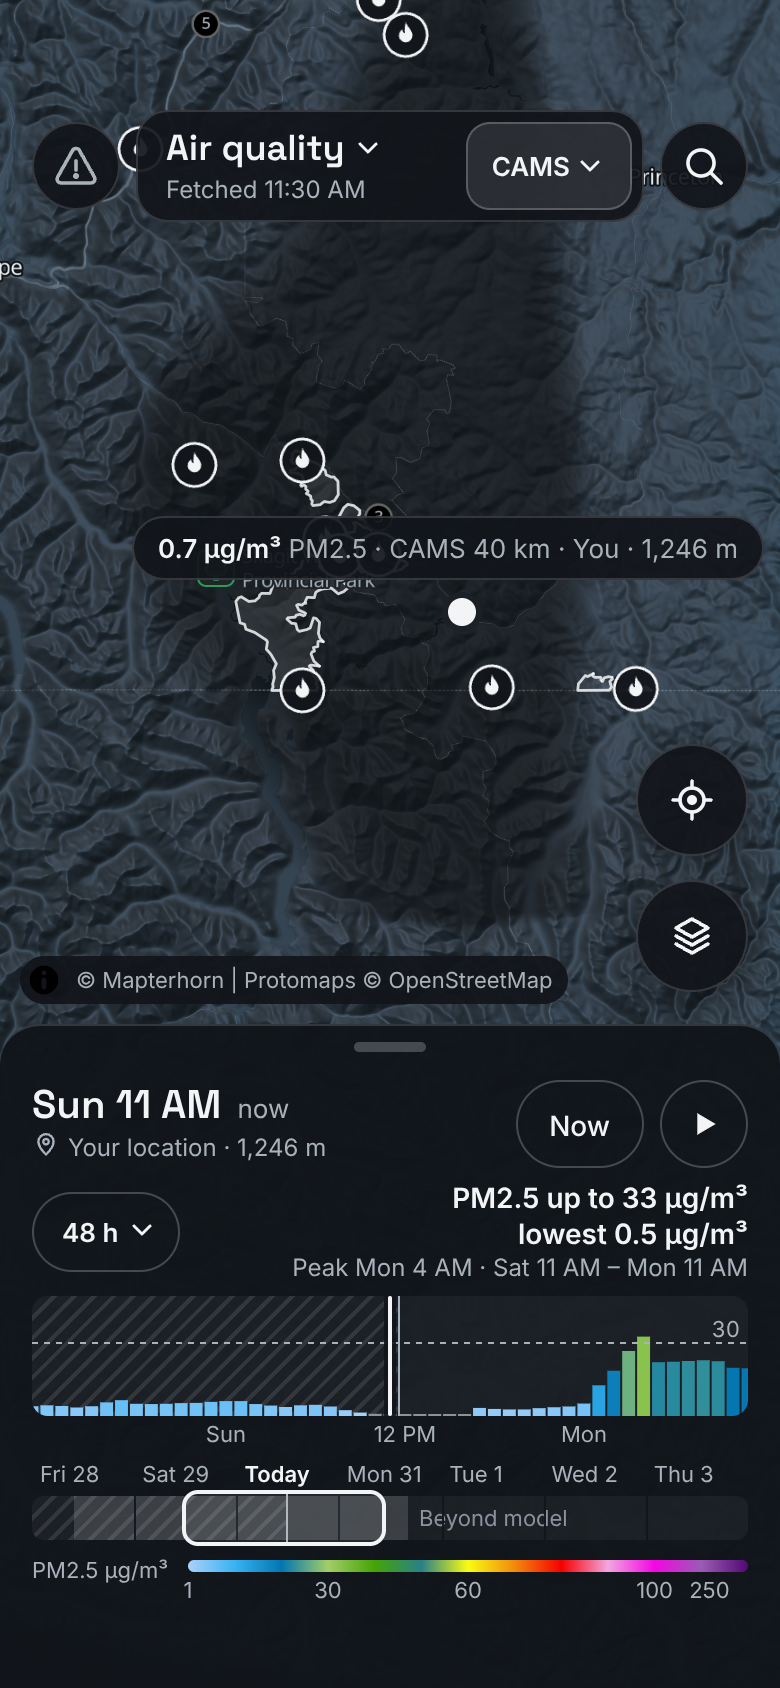 5
Air quality
Fetched 11:30 AM
CAMS
pe
3
0.7 µg/m³ PM2.5 · CAMS 40 km · You · 1,246 m
Provincial Park
© Mapterhorn | Protomaps © OpenStreetMap
Sun 11 AM now
Your location · 1,246 m
Now
48 h
PM2.5 up to 33 µg/m³
lowest 0.5 µg/m³
Peak Mon 4 AM · Sat 11 AM – Mon 11 AM
30
Sun 12 PM Mon
Fri 28 Sat 29 Today Mon 31 Tue 1 Wed 2 Thu 3
Beyond model
PM2.5 µg/m³
1 30 60 100 250